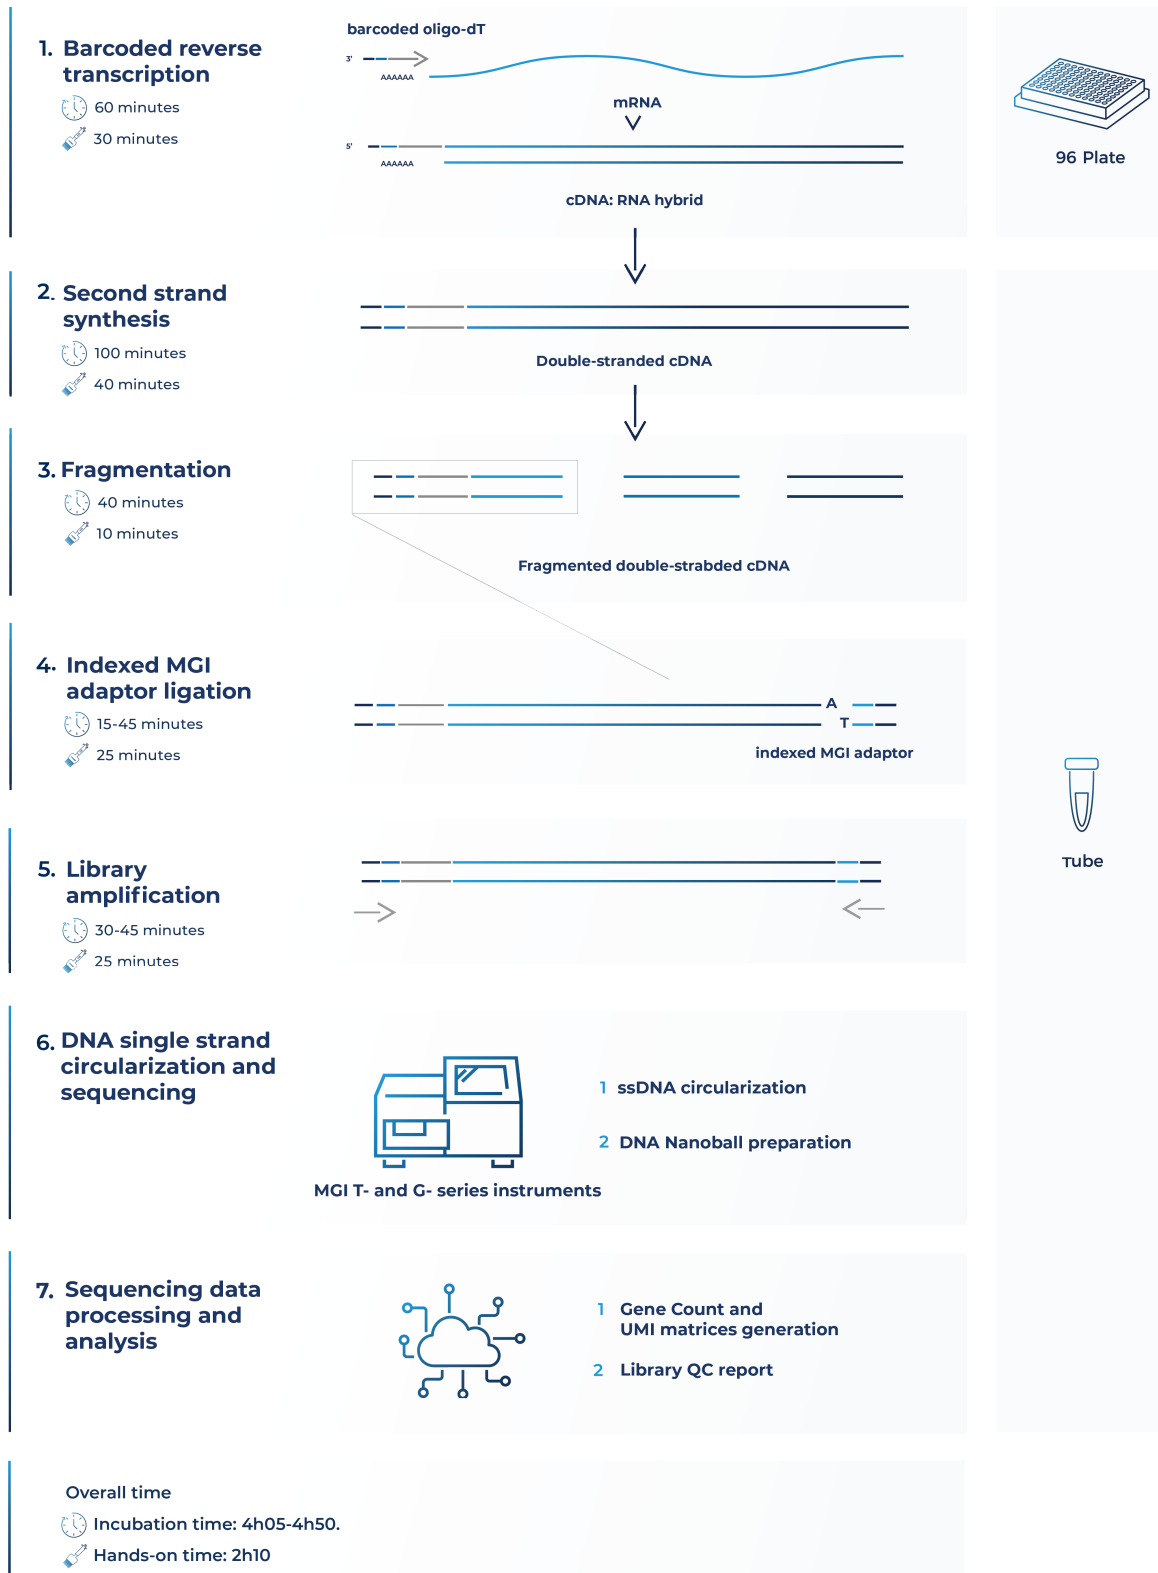 1. Barcoded reverse
transcription
60 minutes
30 minutes
barcoded oligo-dT
3'
AAAAAA
mRNA
5'
AAAAAA
cDNA: RNA hybrid
96 Plate
2. Second strand
synthesis
100 minutes
40 minutes
Double-stranded cDNA
3. Fragmentation
40 minutes
10 minutes
Fragmented double-strabded cDNA
4. Indexed MGI
adaptor ligation
15-45 minutes
25 minutes
A
T
indexed MGI adaptor
Tube
5. Library
amplification
30-45 minutes
25 minutes
6. DNA single strand
circularization and
sequencing
MGI T- and G- series instruments
1 ssDNA circularization
2 DNA Nanoball preparation
7. Sequencing data
processing and
analysis
1 Gene Count and
UMI matrices generation
2 Library QC report
Overall time
Incubation time: 4h05-4h50.
Hands-on time: 2h10